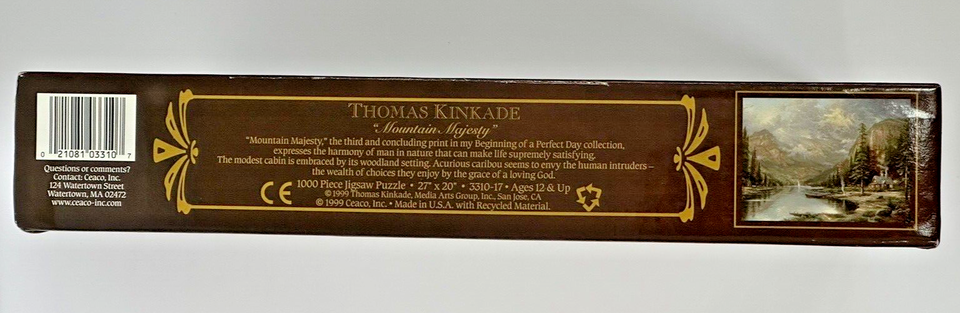 0 21081 03310 7
Questions or comments?
Contact: Ceaco, Inc.
124 Watertown Street
Watertown, MA 02472
www.ceaco-inc.com
THOMAS KINKADE
"Mountain Majesty"
"Mountain Majesty," the third and concluding print in my Beginning of a Perfect Day collection,
expresses the harmony of man in nature that can make life supremely satisfying.
The modest cabin is embraced by its woodland setting. A curious caribou seems to envy the human intruders –
the wealth of choices they enjoy by the grace of a loving God.
CE 1000 Piece Jigsaw Puzzle • 27" x 20" • 3310-17 • Ages 12 & Up
© 1999 Thomas Kinkade, Media Arts Group, Inc., San Jose, CA
© 1999 Ceaco, Inc. • Made in U.S.A. with Recycled Material.